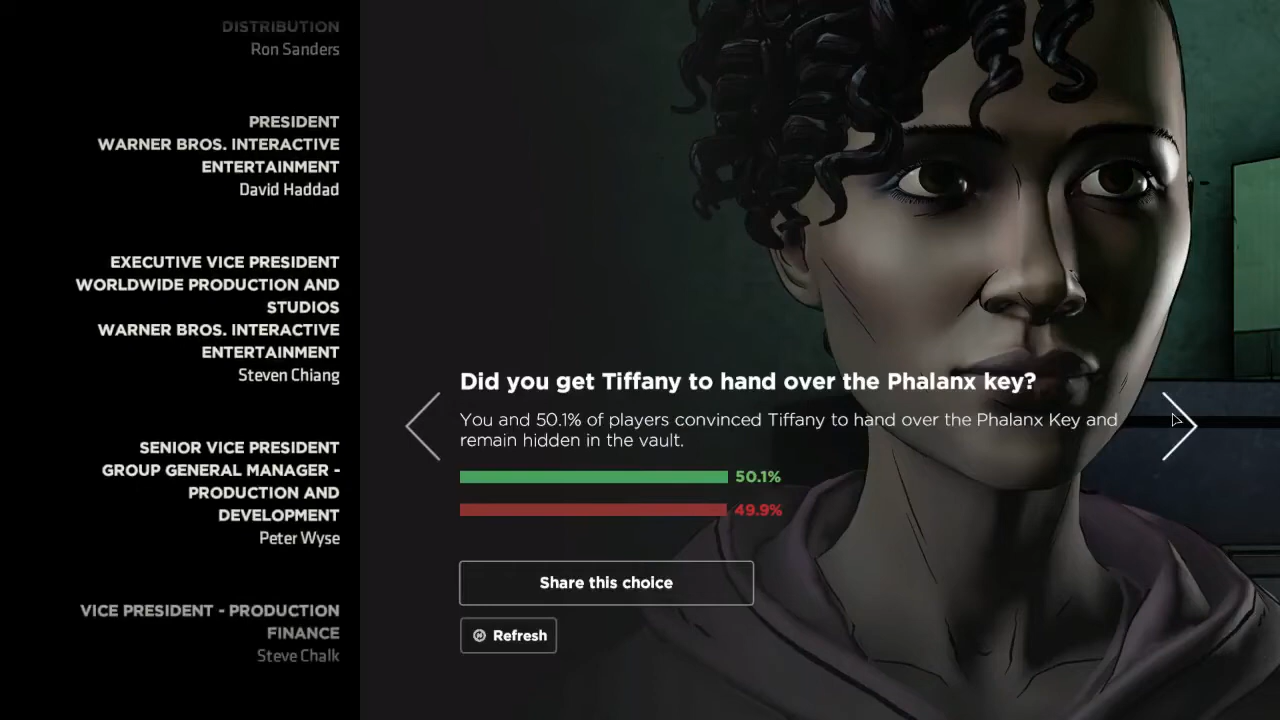 DISTRIBUTION
Ron Sanders
PRESIDENT
WARNER BROS. INTERACTIVE
ENTERTAINMENT
David Haddad
EXECUTIVE VICE PRESIDENT
WORLDWIDE PRODUCTION AND
STUDIOS
WARNER BROS. INTERACTIVE
ENTERTAINMENT
Steven Chiang
SENIOR VICE PRESIDENT
GROUP GENERAL MANAGER -
PRODUCTION AND
DEVELOPMENT
Peter Wyse
VICE PRESIDENT - PRODUCTION
FINANCE
Steve Chalk
Did you get Tiffany to hand over the Phalanx key?
You and 50.1% of players convinced Tiffany to hand over the Phalanx Key and
remain hidden in the vault.
50.1%
49.9%
Share this choice
Refresh